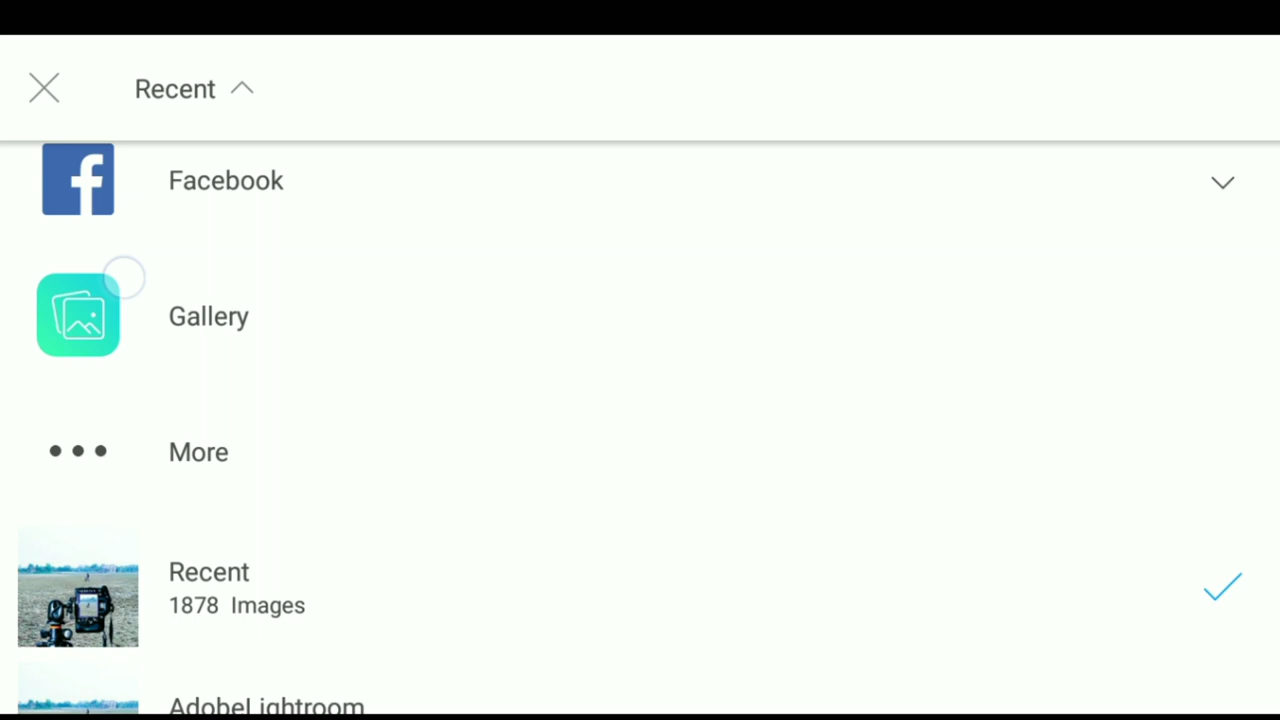 Recent
Facebook
Gallery
More
Recent
1878 Images
AdobeLightroom